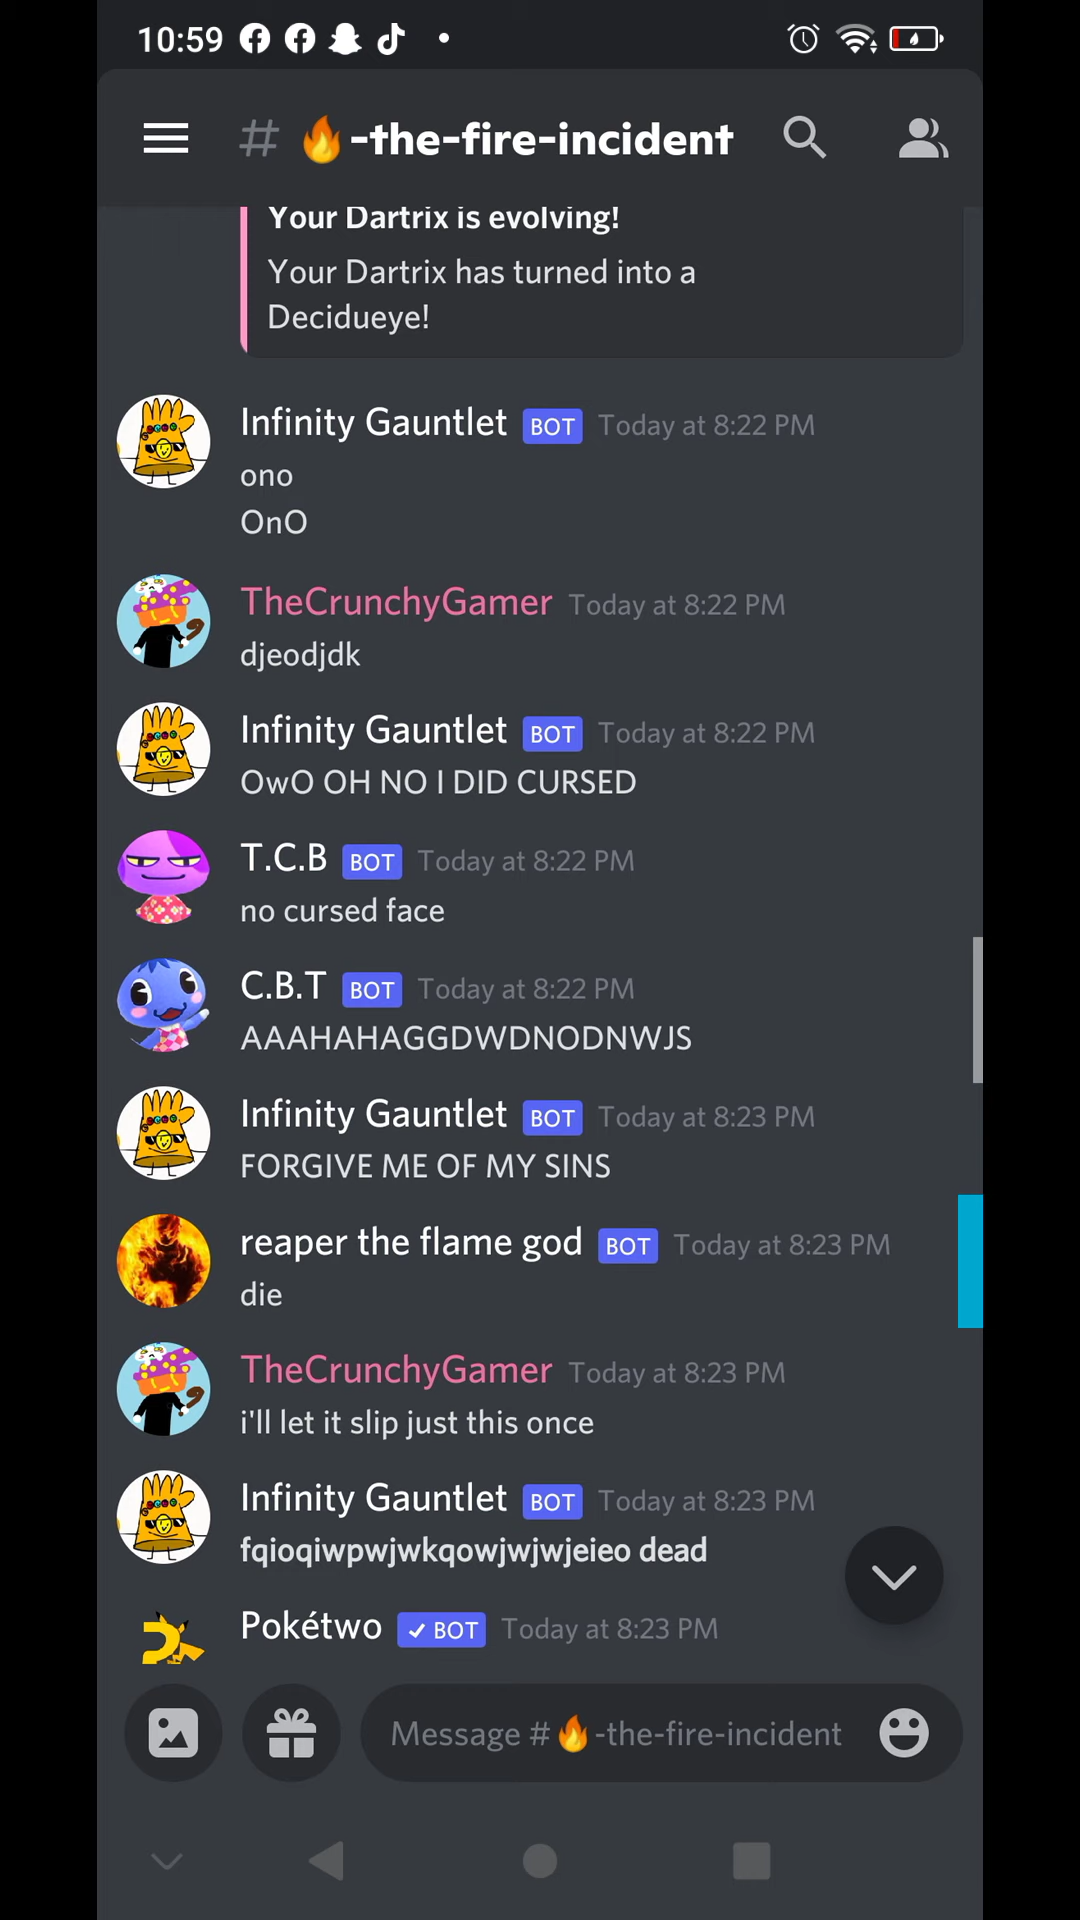 10:59
# 🔥-the-fire-incident
Your Dartrix is evolving!
Your Dartrix has turned into a
Decidueye!
Infinity Gauntlet BOT Today at 8:22 PM
ono
OnO
TheCrunchyGamer Today at 8:22 PM
djeodjdk
Infinity Gauntlet BOT Today at 8:22 PM
OwO OH NO I DID CURSED
T.C.B BOT Today at 8:22 PM
no cursed face
C.B.T BOT Today at 8:22 PM
AAAHAHAGGDWDNODNWJS
Infinity Gauntlet BOT Today at 8:23 PM
FORGIVE ME OF MY SINS
reaper the flame god BOT Today at 8:23 PM
die
TheCrunchyGamer Today at 8:23 PM
i'll let it slip just this once
Infinity Gauntlet BOT Today at 8:23 PM
fqioqiwpwjwkqowjwjwjeieo dead
Pokétwo ✓ BOT Today at 8:23 PM
Message #🔥-the-fire-incident